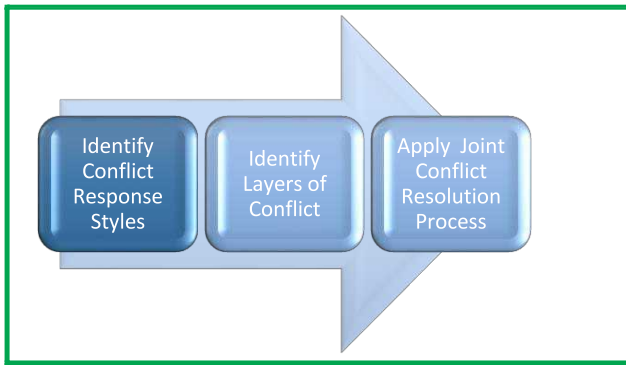 Identify
Conflict
Response
Styles
Identify
Layers of
Conflict
Apply Joint
Conflict
Resolution
Process